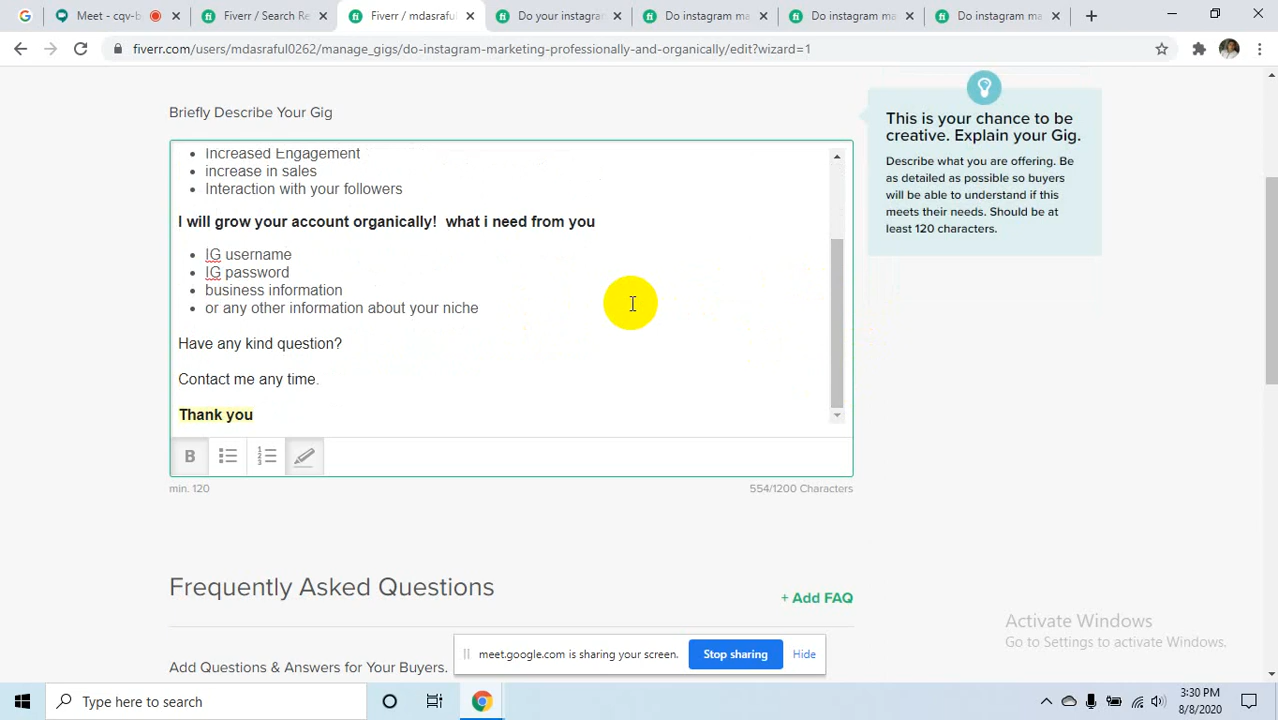 Meet - cqv-b
Fiverr / Search Re
Fiverr / mdasraful
Do your instagram
Do instagram ma
Do instagram ma
Do instagram ma
fiverr.com/users/mdasraful0262/manage_gigs/do-instagram-marketing-professionally-and-organically/edit?wizard=1
Briefly Describe Your Gig
This is your chance to be
creative. Explain your Gig.
Describe what you are offering. Be
as detailed as possible so buyers
will be able to understand if this
meets their needs. Should be at
least 120 characters.
Increased Engagement
increase in sales
Interaction with your followers
I will grow your account organically! what i need from you
IG username
IG password
business information
or any other information about your niche
Have any kind question?
Contact me any time.
Thank you
B
min. 120
554/1200 Characters
Frequently Asked Questions
+ Add FAQ
Add Questions & Answers for Your Buyers.
meet.google.com is sharing your screen.
Stop sharing
Hide
Activate Windows
Go to Settings to activate Windows.
Type here to search
3:30 PM
8/8/2020